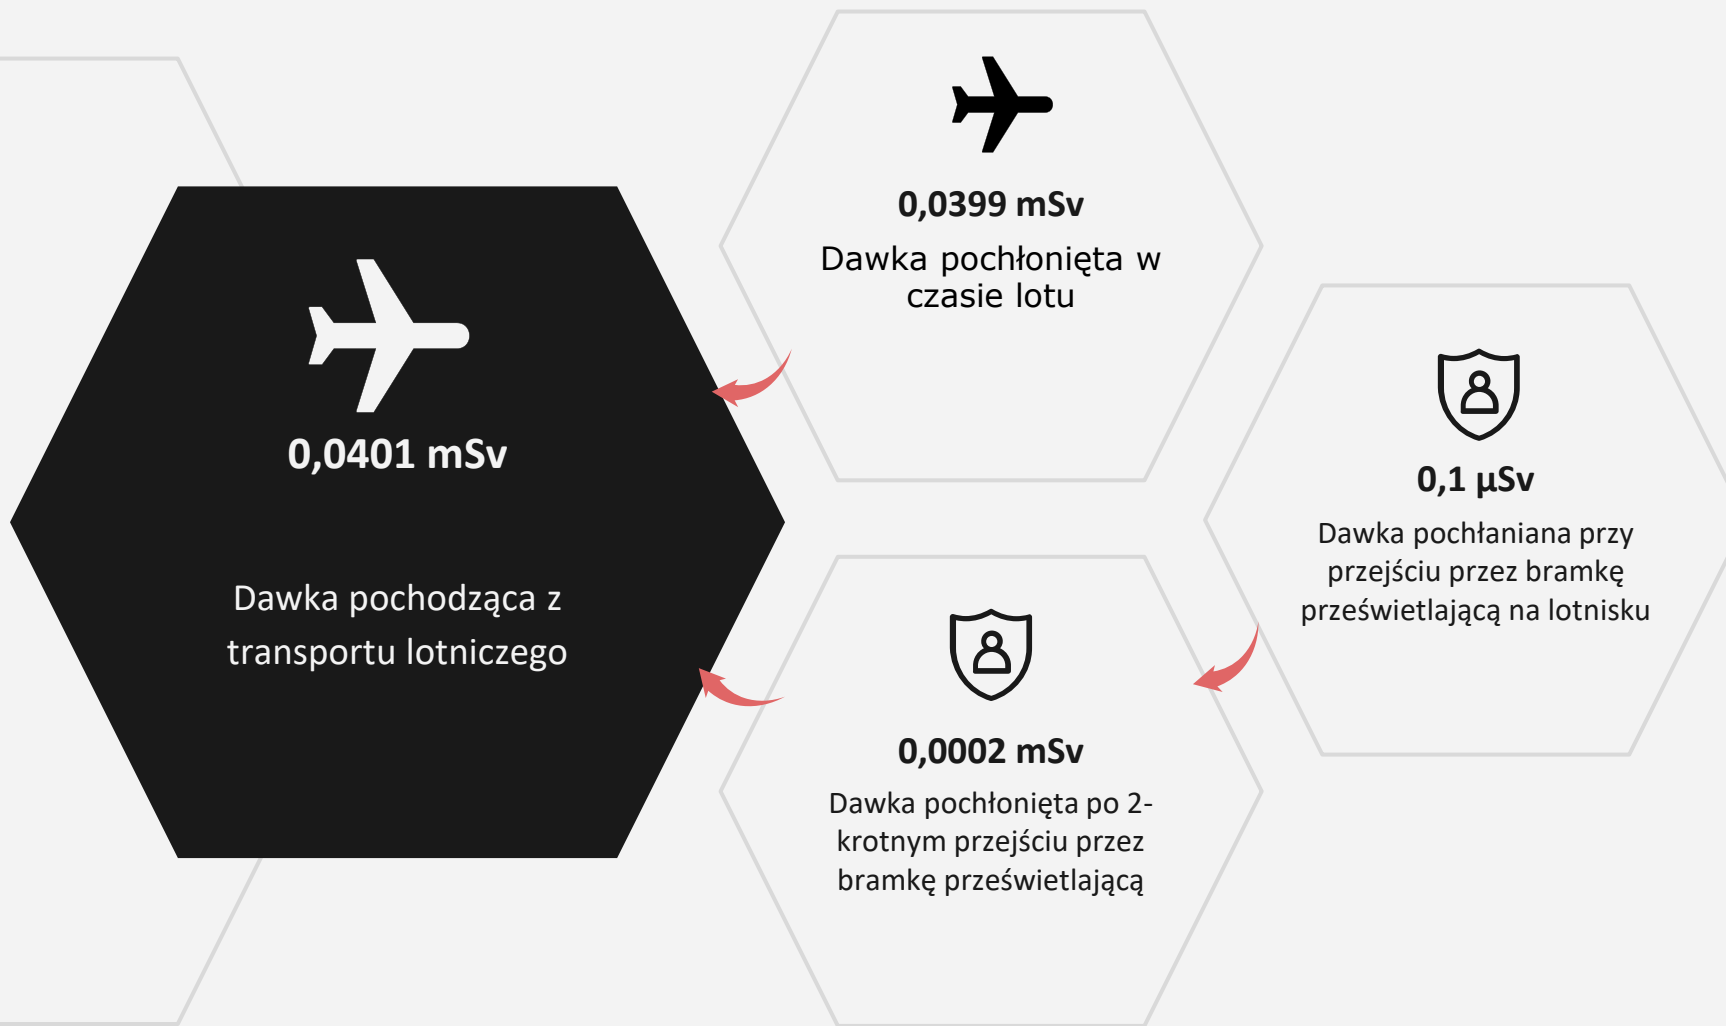 0,0401 mSv
Dawka pochodząca z
transportu lotniczego
0,0399 mSv
Dawka pochłonięta w
czasie lotu
0,0002 mSv
Dawka pochłonięta po 2-
krotnym przejściu przez
bramkę prześwietlającą
0,1 µSv
Dawka pochłaniana przy
przejściu przez bramkę
prześwietlającą na lotnisku